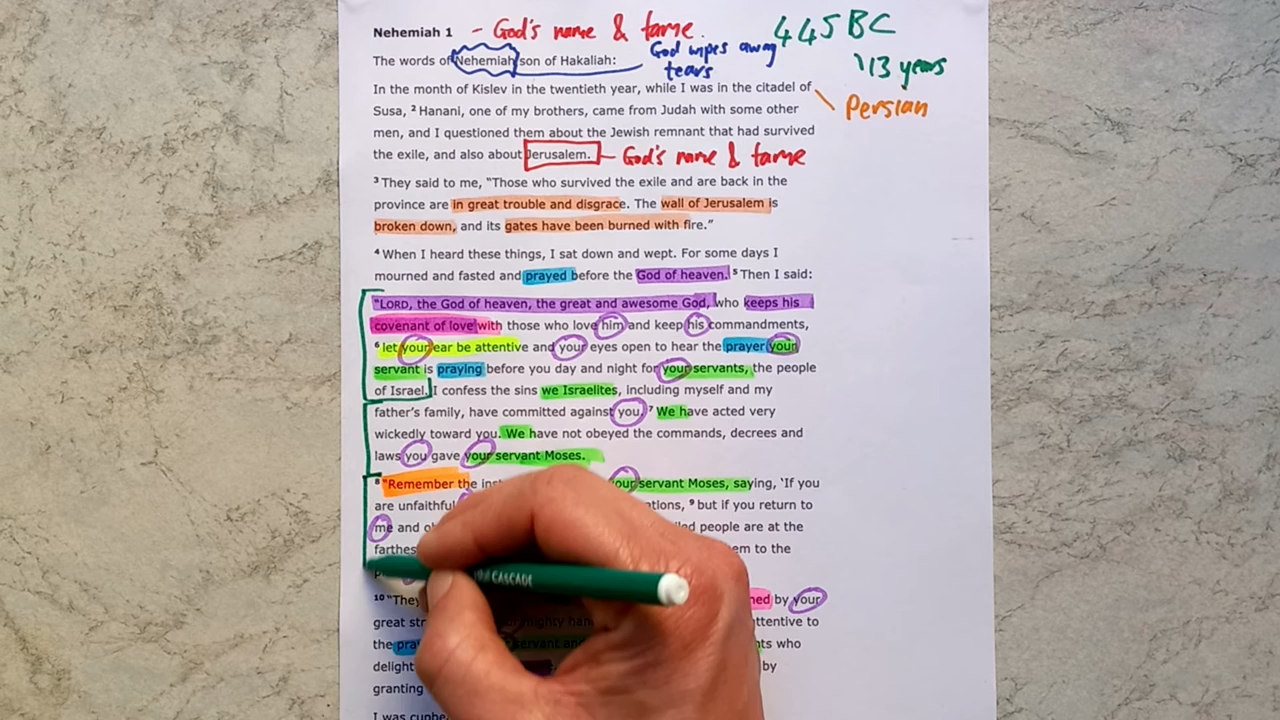 Nehemiah 1 - God's name & fame. 445 BC
The words of Nehemiah son of Hakaliah: God wipes away tears
13 years
In the month of Kislev in the twentieth year, while I was in the citadel of
Persian
Susa, ² Hanani, one of my brothers, came from Judah with some other
men, and I questioned them about the Jewish remnant that had survived
the exile, and also about Jerusalem. - God's name & fame
³ They said to me, "Those who survived the exile and are back in the
province are in great trouble and disgrace. The wall of Jerusalem is
broken down, and its gates have been burned with fire."
⁴ When I heard these things, I sat down and wept. For some days I
mourned and fasted and prayed before the God of heaven. ⁵ Then I said:
"LORD, the God of heaven, the great and awesome God, who keeps his
covenant of love with those who love him and keep his commandments,
⁶ let your ear be attentive and your eyes open to hear the prayer your
servant is praying before you day and night for your servants, the people
of Israel. I confess the sins we Israelites, including myself and my
father's family, have committed against you. ⁷ We have acted very
wickedly toward you. We have not obeyed the commands, decrees and
laws you gave your servant Moses.
⁸ "Remember the your servant Moses, saying, 'If you
are unfaithful ⁹ but if you return to
me and people are at the
to the
¹⁰ "They by your
great mighty attentive to
the servant who
delight by
granting
I was
CASCADE